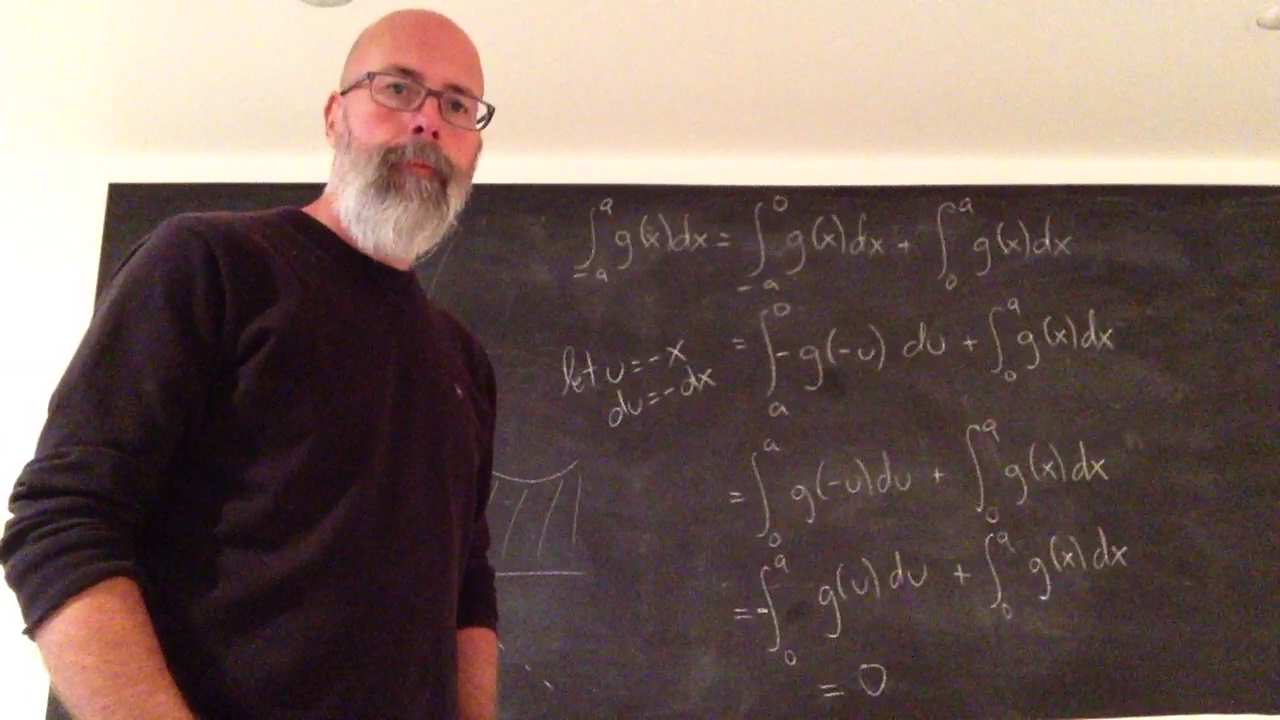 ∫_{-a}^{a} g(x)dx = ∫_{-a}^{0} g(x)dx + ∫_{0}^{a} g(x)dx
let u=-x
du=-dx
= ∫_{a}^{0} -g(-u) du + ∫_{0}^{a} g(x)dx
= ∫_{0}^{a} g(-u)du + ∫_{0}^{a} g(x)dx
= -∫_{0}^{a} g(u)du + ∫_{0}^{a} g(x)dx
= 0